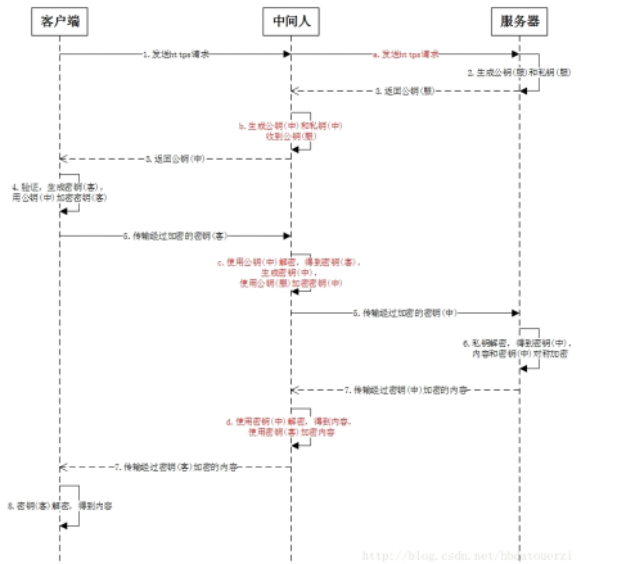 客户端
中间人
服务器
1.发送https请求
a.发送https请求
2.生成公钥(服)和私钥(服)
3.返回公钥(服)
b.生成公钥(中)和私钥(中)
收到公钥(服)
3.返回公钥(中)
4.验证，生成密钥(客)，
用公钥(中)加密密钥(客)
5.传输经过加密的密钥(客)
c.使用公钥(中)解密，得到密钥(客)，
生成密钥(中)，
使用公钥(服)加密密钥(中)
5.传输经过加密的密钥(中)
6.私钥解密，得到密钥(中)，
内容和密钥(中)对称加密
7.传输经过密钥(中)加密的内容
d.使用密钥(中)解密，得到内容，
使用密钥(客)加密内容
7.传输经过密钥(客)加密的内容
8.密钥(客)解密，得到内容